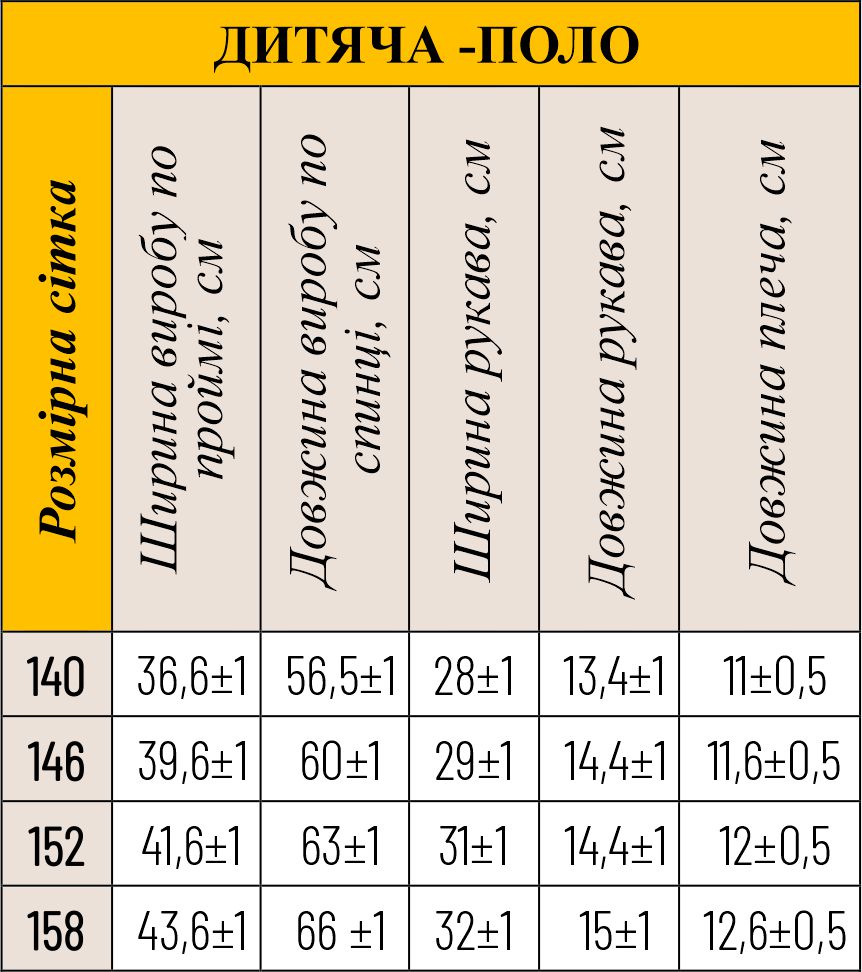 ДИТЯЧА -ПОЛО
Розмірна сітка
Ширина виробу по
проймі, см
Довжина виробу по
спинці, см
Ширина рукава, см
Довжина рукава, см
Довжина плеча, см
140 36,6±1 56,5±1 28±1 13,4±1 11±0,5
146 39,6±1 60±1 29±1 14,4±1 11,6±0,5
152 41,6±1 63±1 31±1 14,4±1 12±0,5
158 43,6±1 66 ±1 32±1 15±1 12,6±0,5